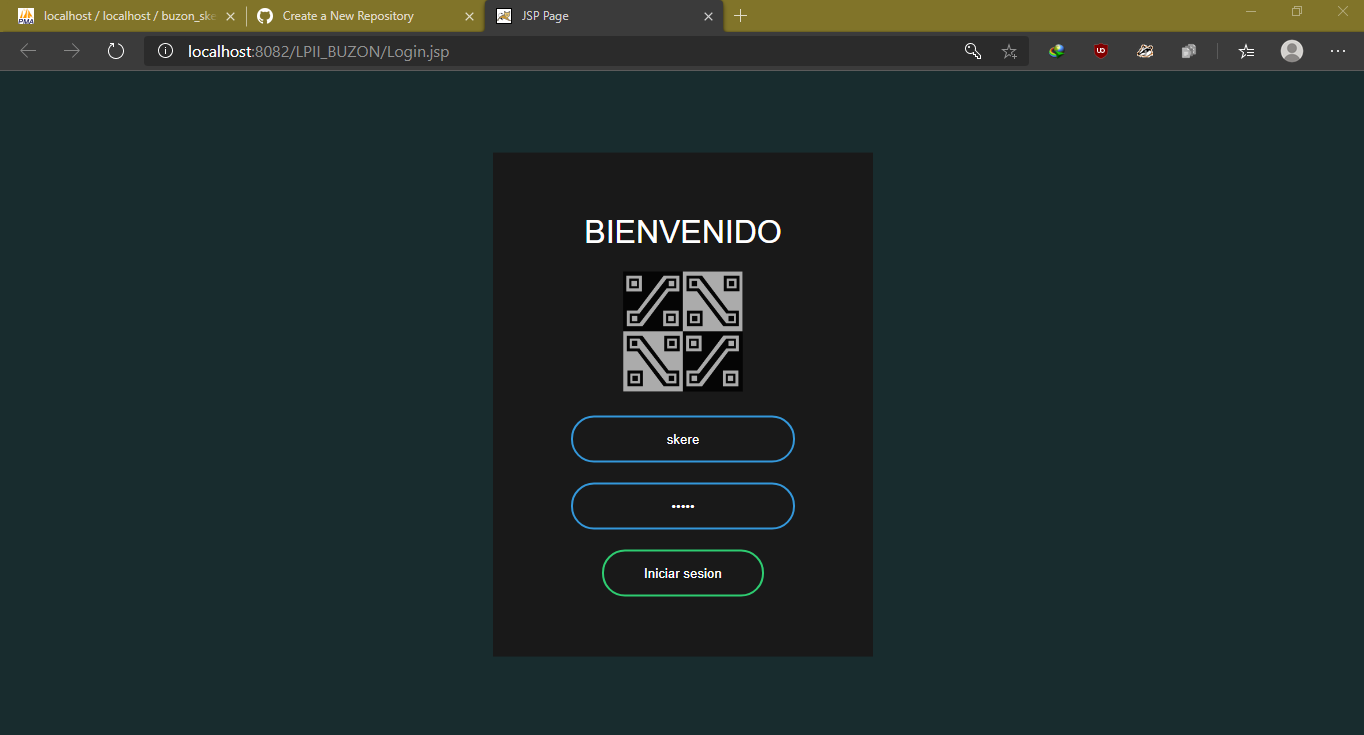 localhost / localhost / buzon_ske
Create a New Repository
JSP Page
localhost:8082/LPII_BUZON/Login.jsp
BIENVENIDO
skere
•••••
Iniciar sesion